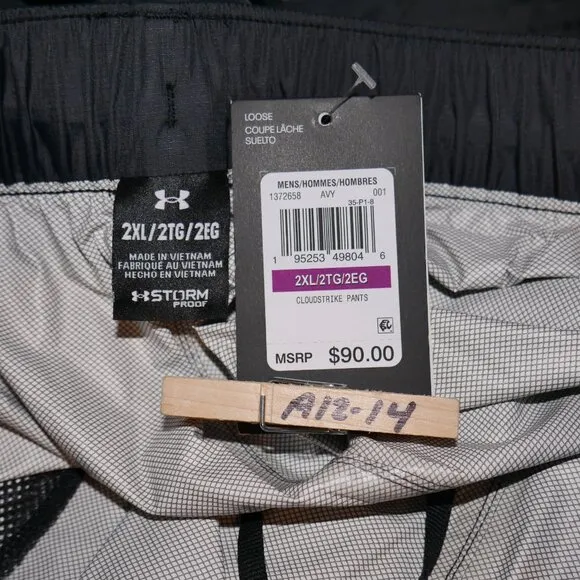 LOOSE
COUPE LÂCHE
SUELTO
MENS/HOMMES/HOMBRES
1372658 AVY 001
35-P1-8
1 95253 49804 6
2XL/2TG/2EG
CLOUDSTRIKE PANTS
MSRP $90.00
2XL/2TG/2EG
MADE IN VIETNAM
FABRIQUÉ AU VIETNAM
HECHO EN VIETNAM
STORM
PROOF
A12-14